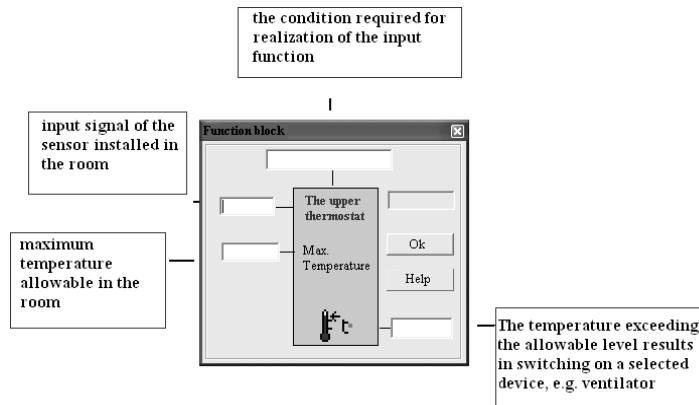 the condition required for
realization of the input
function
input signal of the
sensor installed in
the room
Function block
The upper
thermostat
maximum
temperature
allowable in the
room
Max.
Temperature
Ok
Help
t°
The temperature exceeding
the allowable level results
in switching on a selected
device, e.g. ventilator